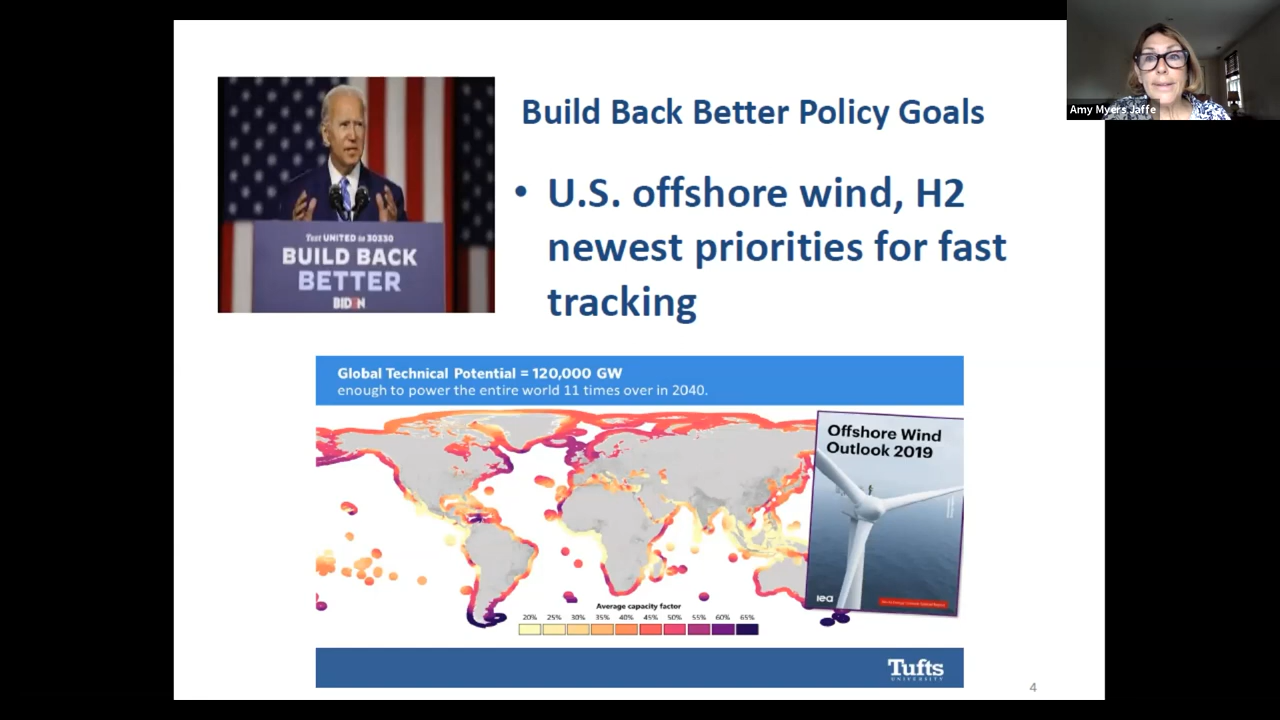 Build Back Better Policy Goals
Amy Myers Jaffe
• U.S. offshore wind, H2
newest priorities for fast
tracking
Text UNITED to 30330
BUILD BACK
BETTER
BIDEN
Global Technical Potential = 120,000 GW
enough to power the entire world 11 times over in 2040.
Offshore Wind
Outlook 2019
iea
Average capacity factor
20% 25% 30% 35% 40% 45% 50% 55% 60% 65%
Tufts
UNIVERSITY
4